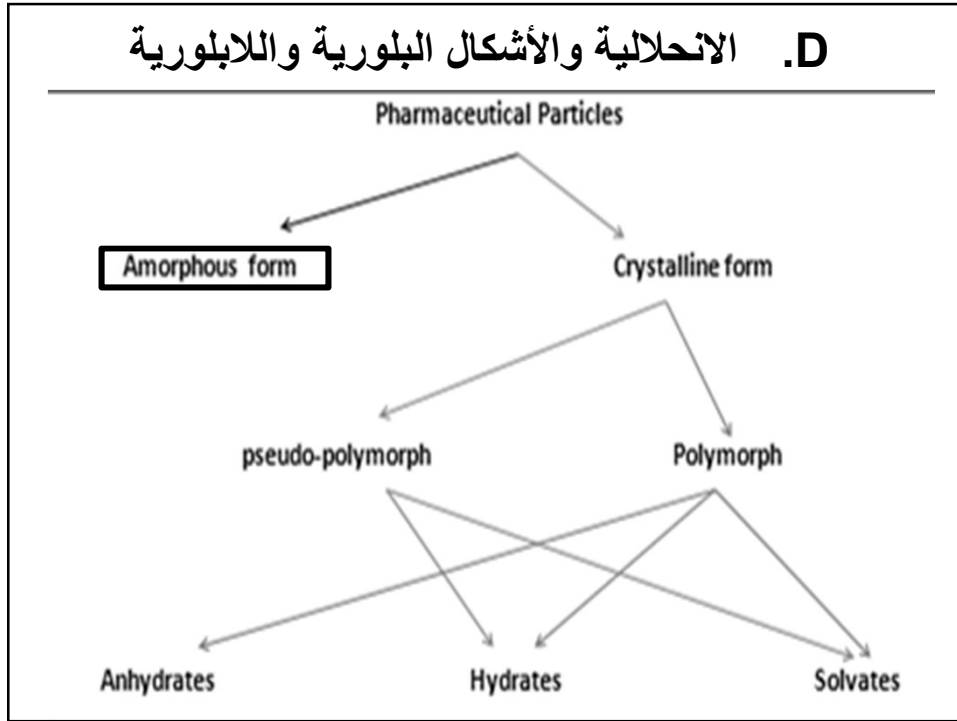 D. الانحلالية والأشكال البلورية واللابلورية
Pharmaceutical Particles
Amorphous form
Crystalline form
pseudo-polymorph
Polymorph
Anhydrates
Hydrates
Solvates